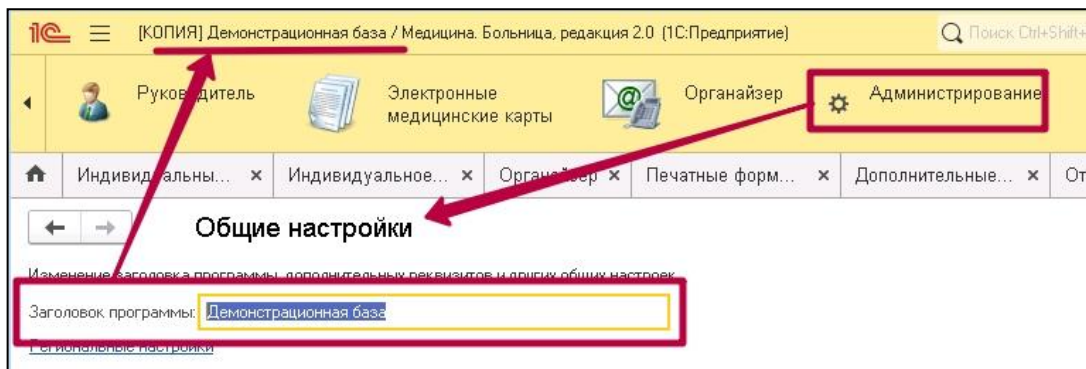 1С [КОПИЯ] Демонстрационная база / Медицина. Больница, редакция 2.0 (1С:Предприятие) Поиск Ctrl+Shift+
Руководитель Электронные медицинские карты Органайзер Администрирование
Индивидуальны... × Индивидуальное... × Органайзер × Печатные форм... × Дополнительные... × От
Общие настройки
Изменение заголовка программы, дополнительных реквизитов и других общих настроек.
Заголовок программы: Демонстрационная база
Региональные настройки